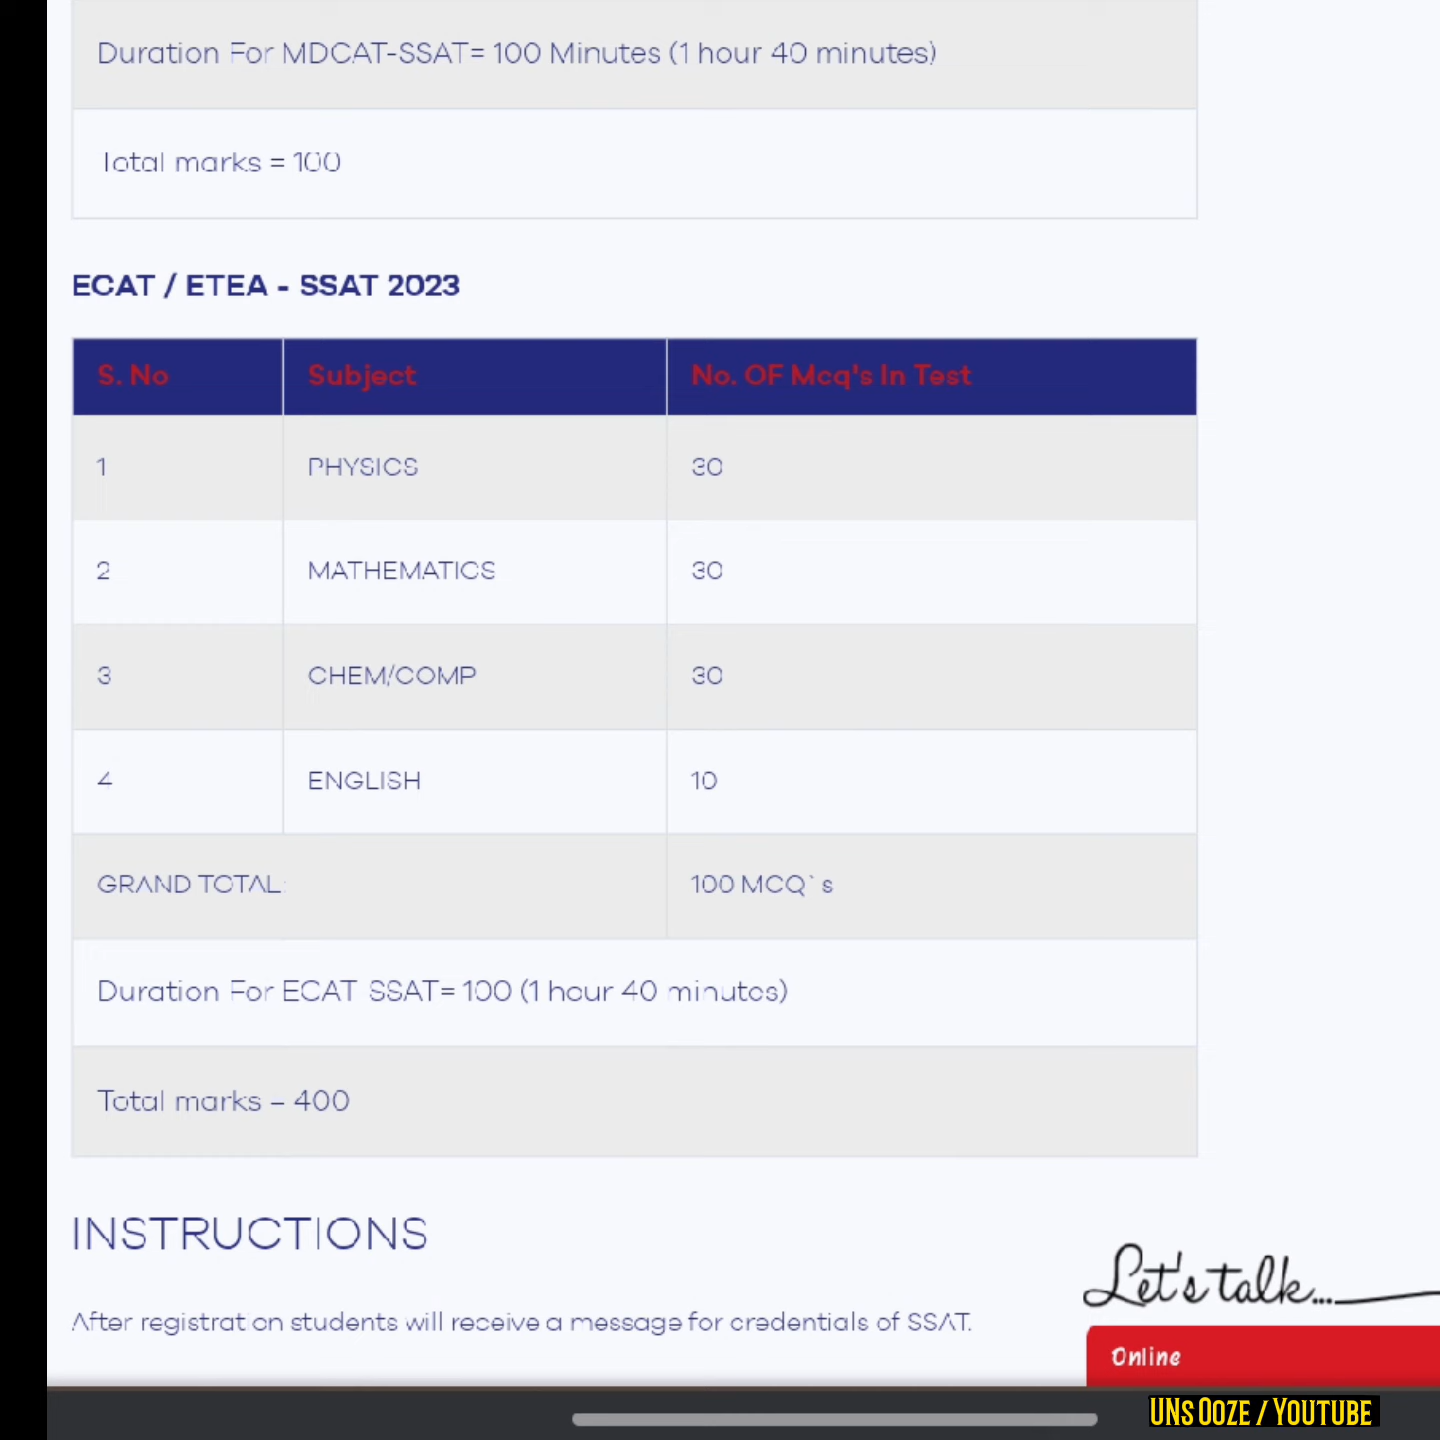 Duration For MDCAT-SSAT= 100 Minutes (1 hour 40 minutes)
Total marks = 100
ECAT / ETEA - SSAT 2023
S. No Subject No. OF Mcq's In Test
1 PHYSICS 30
2 MATHEMATICS 30
3 CHEM/COMP 30
4 ENGLISH 10
GRAND TOTAL: 100 MCQ`s
Duration For ECAT SSAT= 100 (1 hour 40 minutes)
Total marks – 400
INSTRUCTIONS
After registration students will receive a message for credentials of SSAT.
Let's talk...
Online
UNs Ooze / Youtube